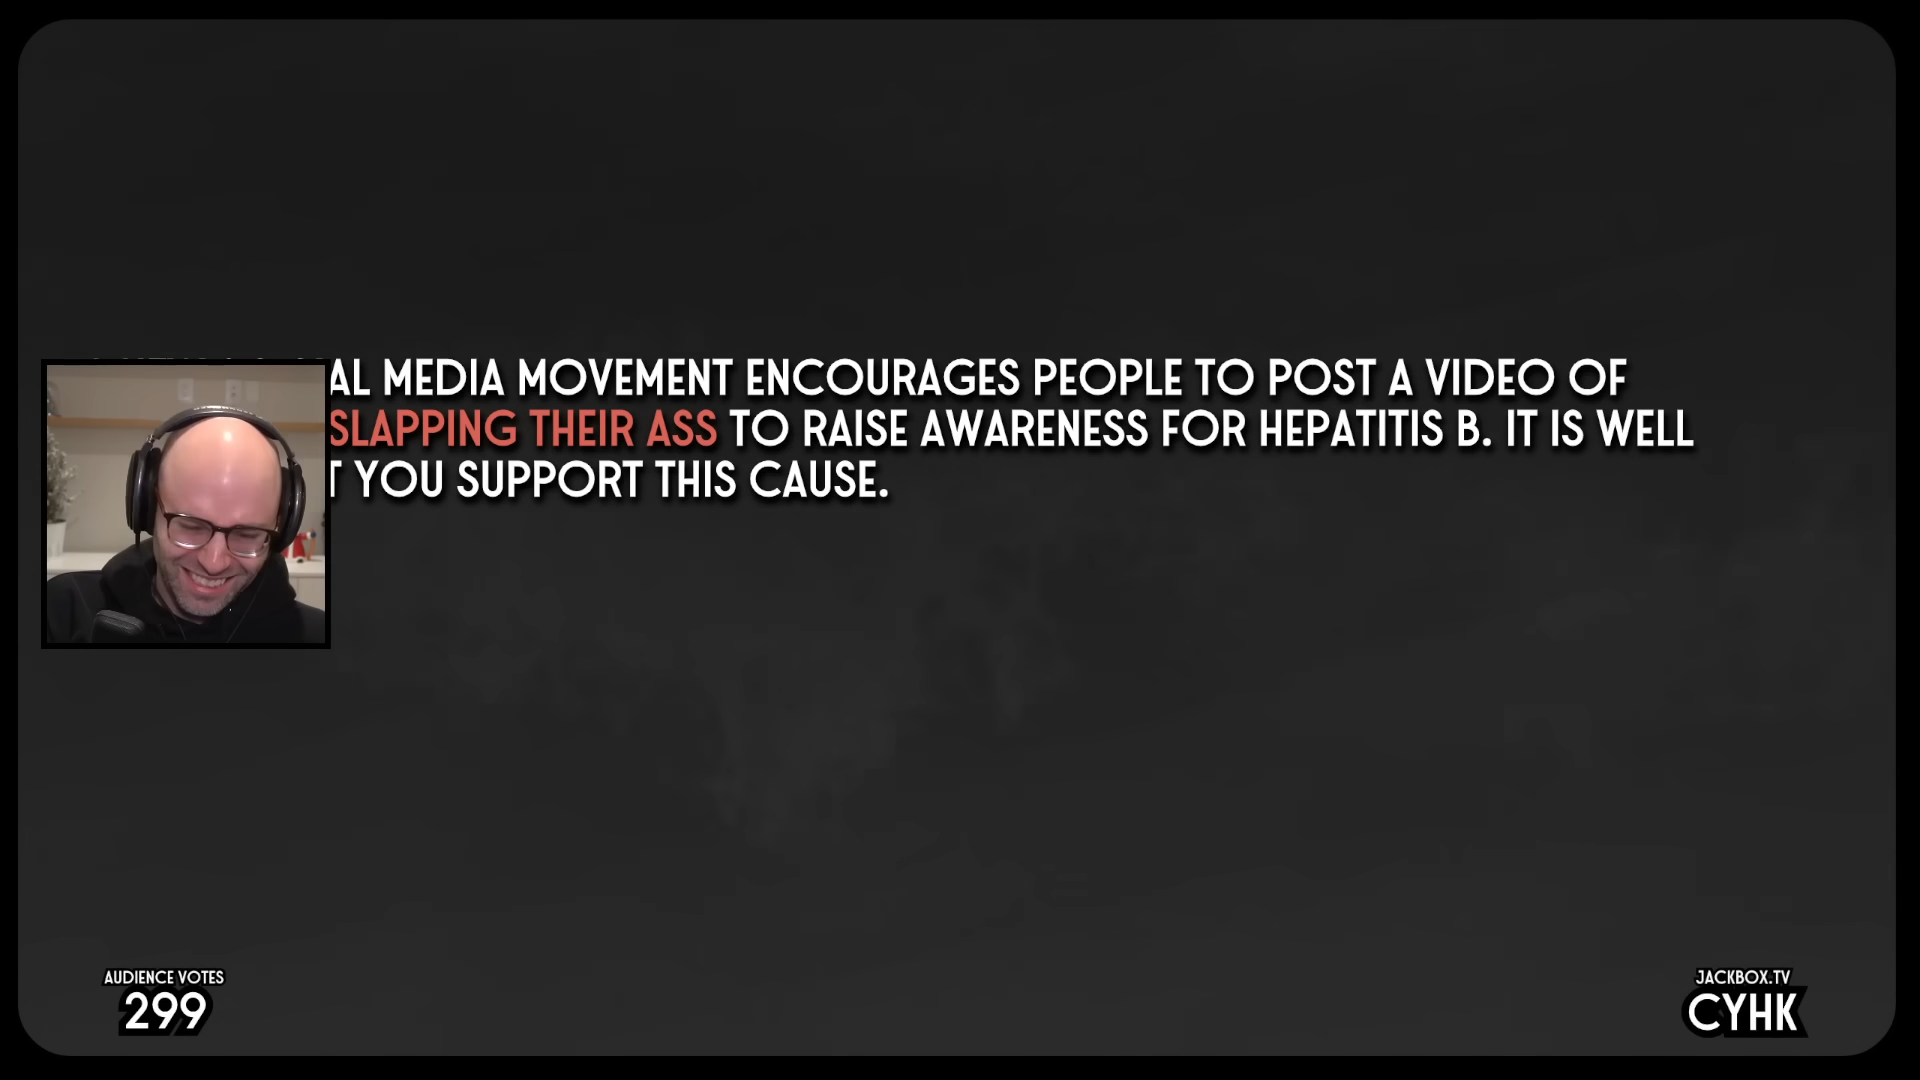 AL MEDIA MOVEMENT ENCOURAGES PEOPLE TO POST A VIDEO OF
SLAPPING THEIR ASS TO RAISE AWARENESS FOR HEPATITIS B. IT IS WELL
T YOU SUPPORT THIS CAUSE.
AUDIENCE VOTES
299
JACKBOX.TV
CYHK